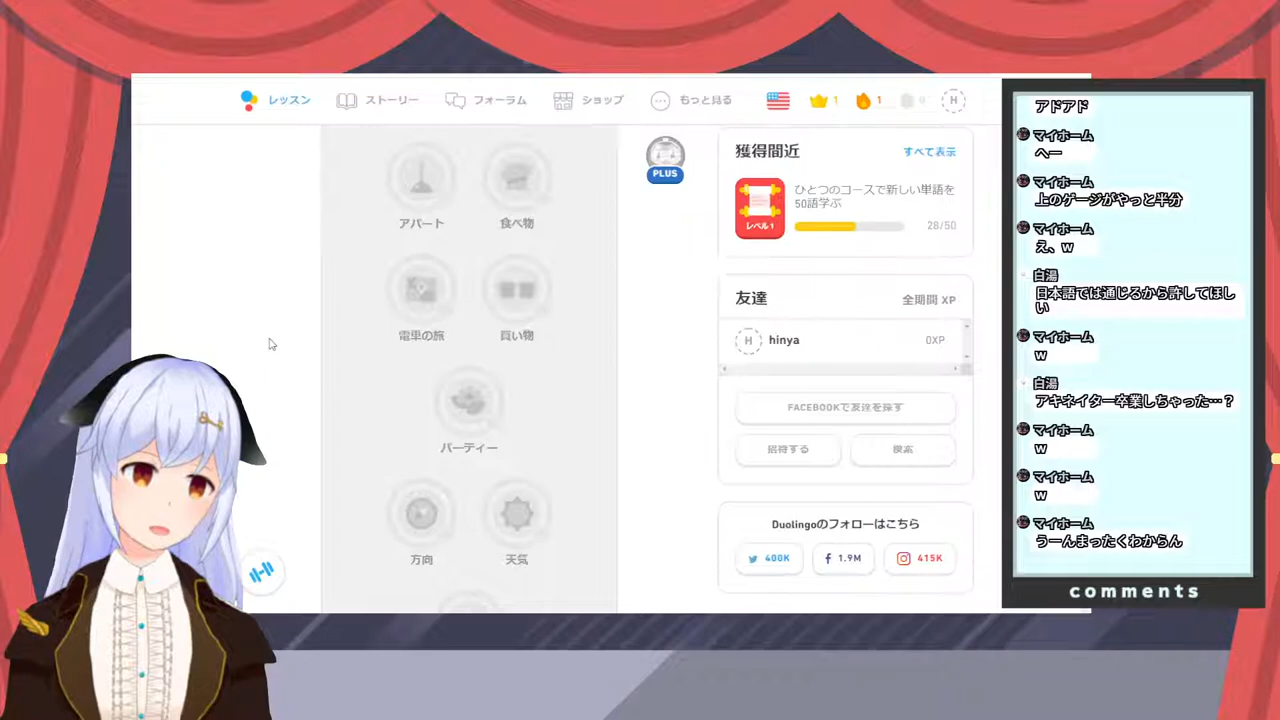 レッスン
ストーリー
フォーラム
ショップ
もっと見る
1
1
0
H
アパート
食べ物
電車の旅
買い物
パーティー
方向
天気
PLUS
獲得間近
すべて表示
レベル1
ひとつのコースで新しい単語を
50語学ぶ
28/50
友達
全期間 XP
H
hinya
0XP
FACEBOOKで友達を探す
招待する
検索
Duolingoのフォローはこちら
400K
1.9M
415K
アドアド
マイホーム
へー
マイホーム
上のゲージがやっと半分
マイホーム
え、w
白湯
日本語では通じるから許してほし
い
マイホーム
w
白湯
アキネイター卒業しちゃった…？
マイホーム
w
マイホーム
w
マイホーム
うーんまったくわからん
comments